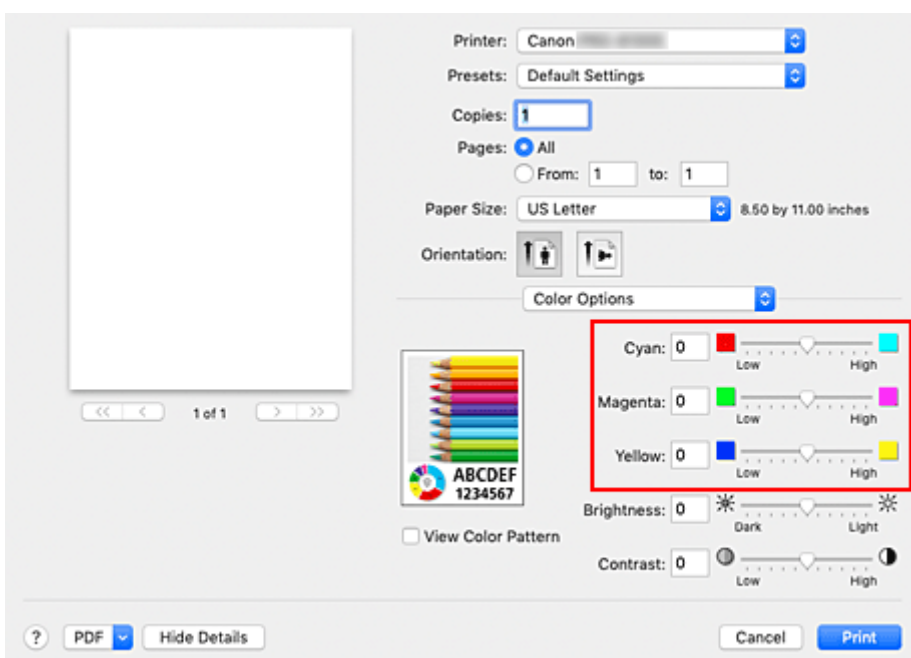 Printer: Canon
Presets: Default Settings
Copies: 1
Pages: All
From: 1 to: 1
Paper Size: US Letter 8.50 by 11.00 inches
Orientation:
Color Options
Cyan: 0
Low High
Magenta: 0
Low High
Yellow: 0
Low High
ABCDEF
1234567
Brightness: 0
Dark Light
View Color Pattern
Contrast: 0
Low High
<< < 1 of 1 > >>
? PDF Hide Details Cancel Print